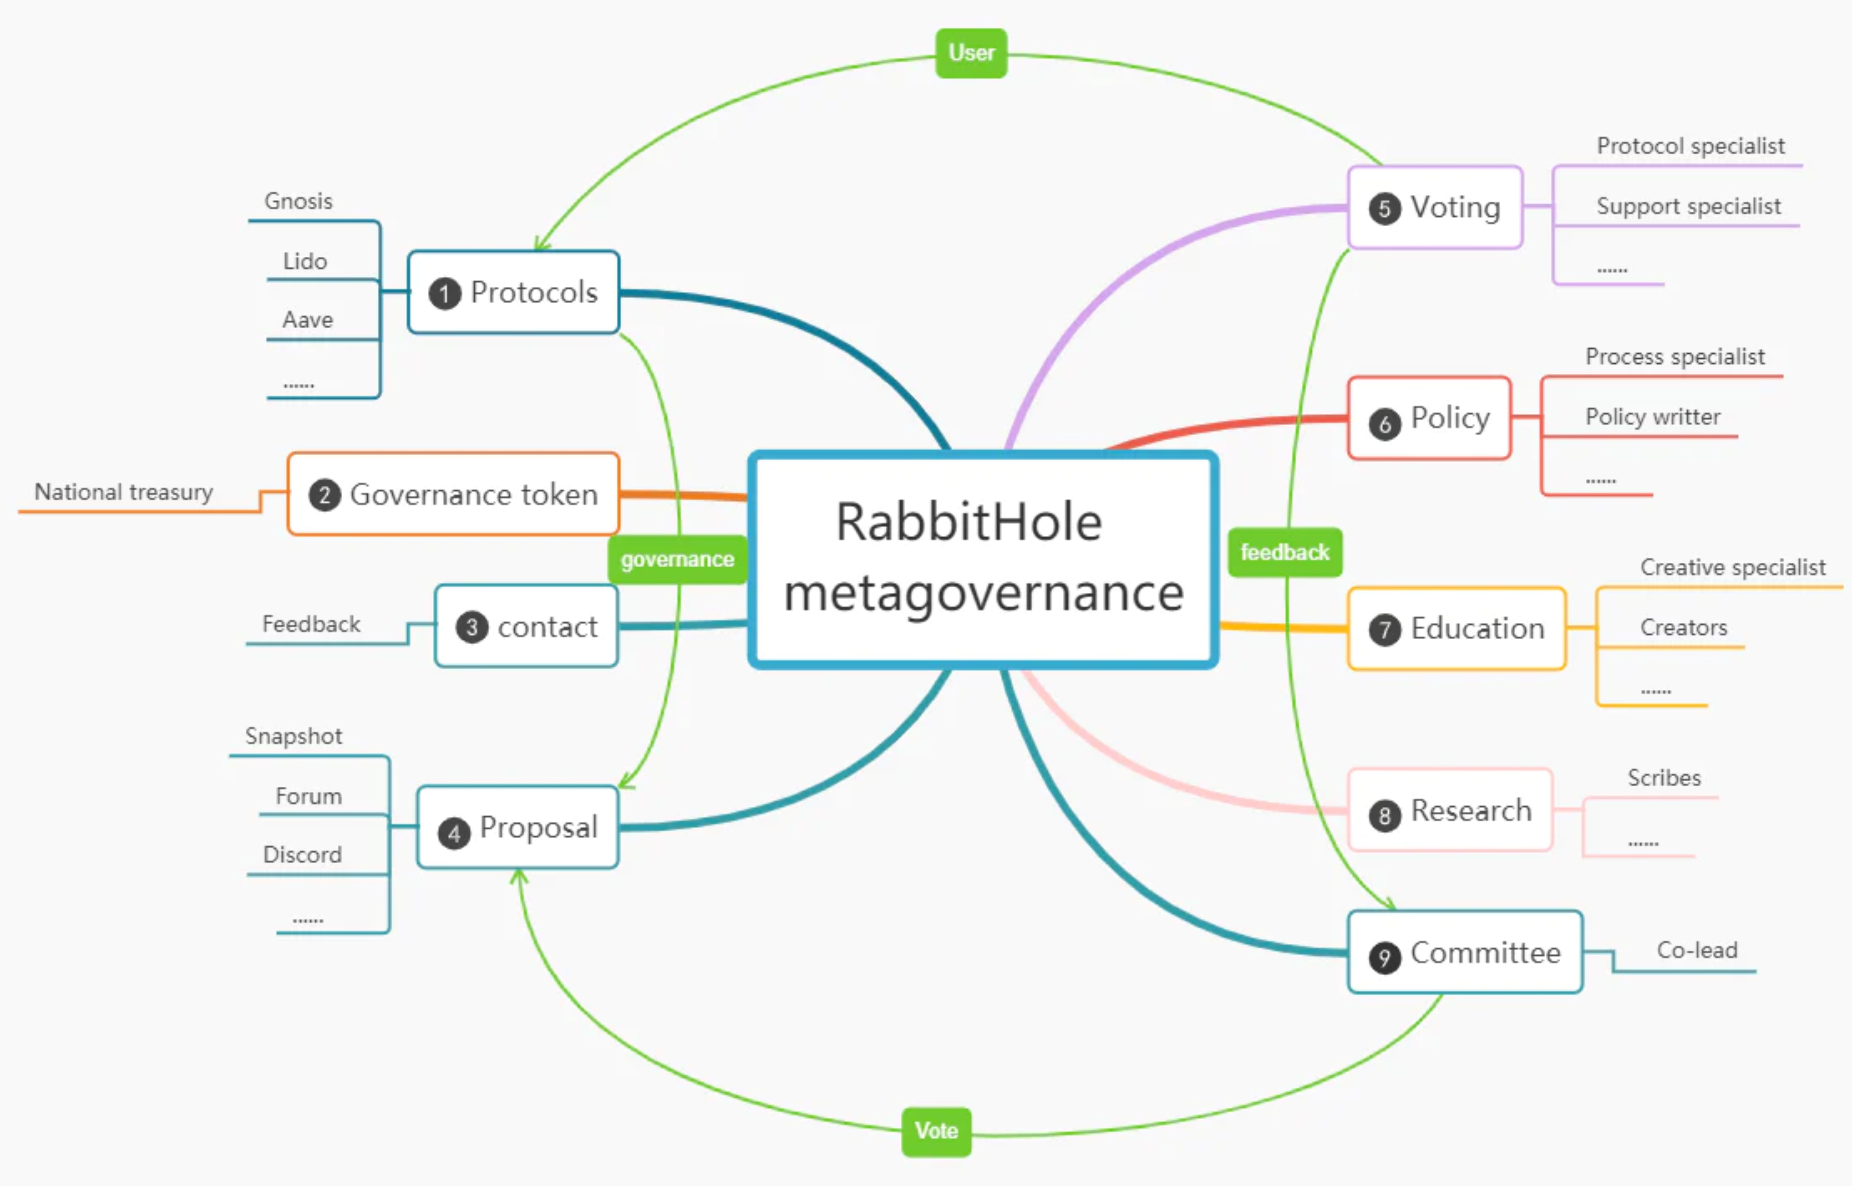 User
Gnosis
Lido
Aave
......
1 Protocols
National treasury
2 Governance token
governance
Feedback
3 contact
Snapshot
Forum
Discord
......
4 Proposal
RabbitHole
metagovernance
5 Voting
Protocol specialist
Support specialist
......
6 Policy
Process specialist
Policy writter
......
feedback
7 Education
Creative specialist
Creators
......
8 Research
Scribes
......
9 Committee
Co-lead
Vote